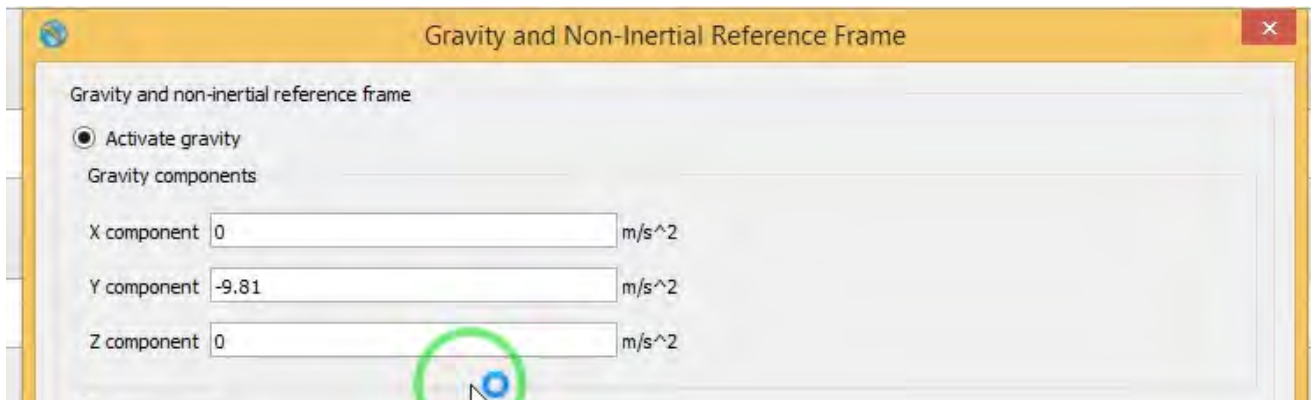 Gravity and Non-Inertial Reference Frame
Gravity and non-inertial reference frame
Activate gravity
Gravity components
X component 0 m/s^2
Y component -9.81 m/s^2
Z component 0 m/s^2